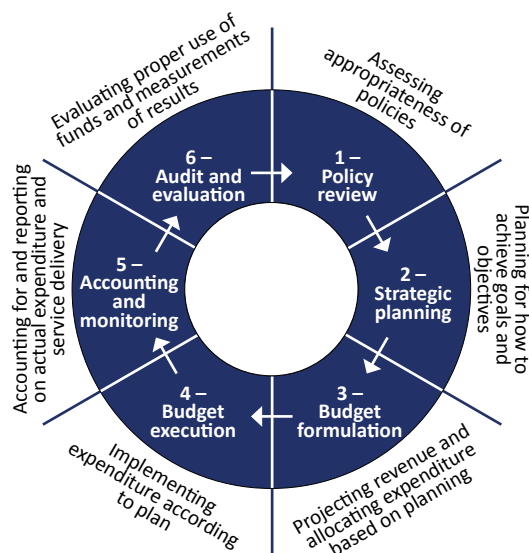 Assessing
appropriateness of
policies
1 –
Policy
review
Planning for how to
achieve goals and
objectives
2 –
Strategic
planning
Projecting revenue and
allocating expenditure
based on planning
3 –
Budget
formulation
Implementing
expenditure according
to plan
4 –
Budget
execution
Accounting for and reporting
on actual expenditure and
service delivery
5 –
Accounting
and
monitoring
Evaluating proper use of
funds and measurements
of results
6 –
Audit and
evaluation